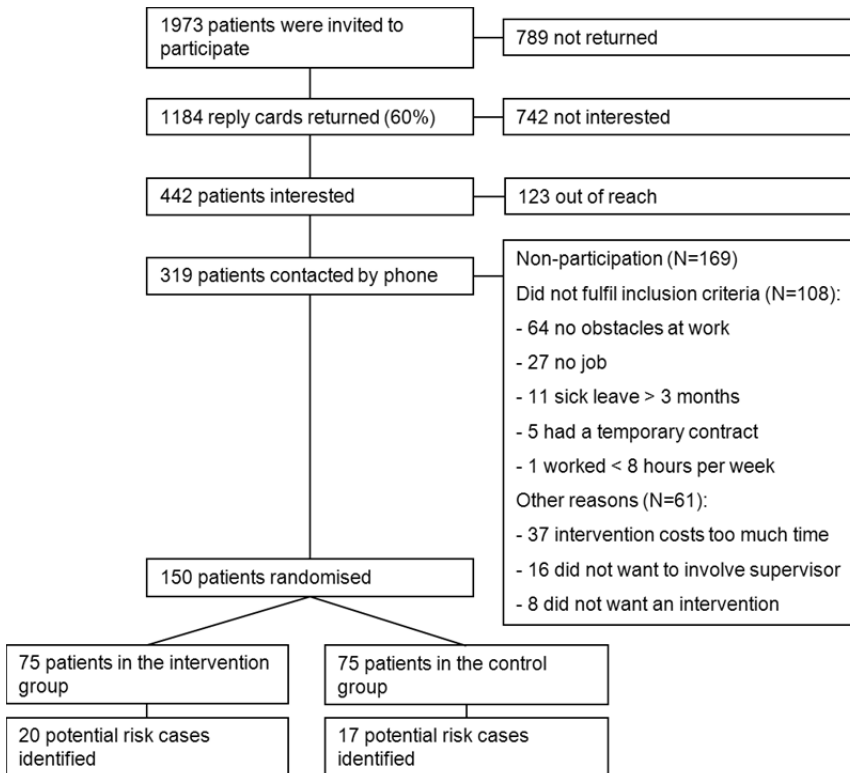 1973 patients were invited to
participate
789 not returned
1184 reply cards returned (60%)
742 not interested
442 patients interested
123 out of reach
319 patients contacted by phone
Non-participation (N=169)
Did not fulfil inclusion criteria (N=108):
- 64 no obstacles at work
- 27 no job
- 11 sick leave > 3 months
- 5 had a temporary contract
- 1 worked < 8 hours per week
Other reasons (N=61):
- 37 intervention costs too much time
- 16 did not want to involve supervisor
- 8 did not want an intervention
150 patients randomised
75 patients in the intervention
group
75 patients in the control
group
20 potential risk cases
identified
17 potential risk cases
identified